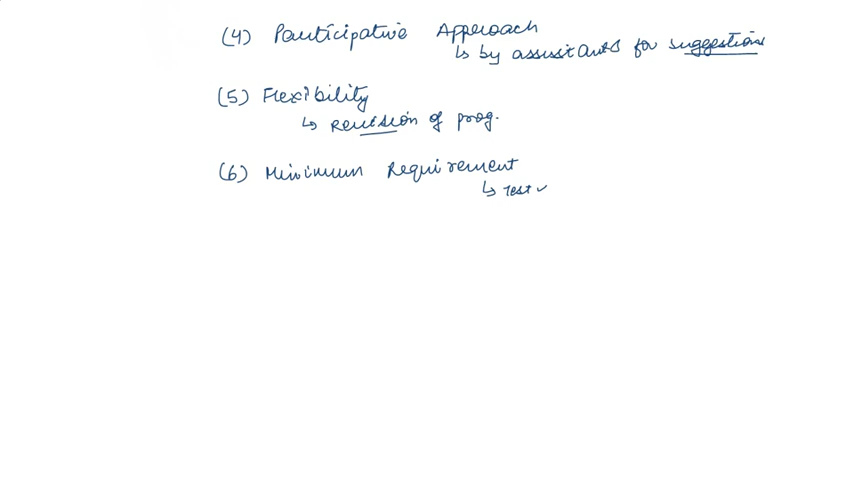 (4) Participative Approach
↳ by assistants for suggestions
(5) Flexibility
↳ revision of prog.
(6) Minimum Requirement
↳ test ✓